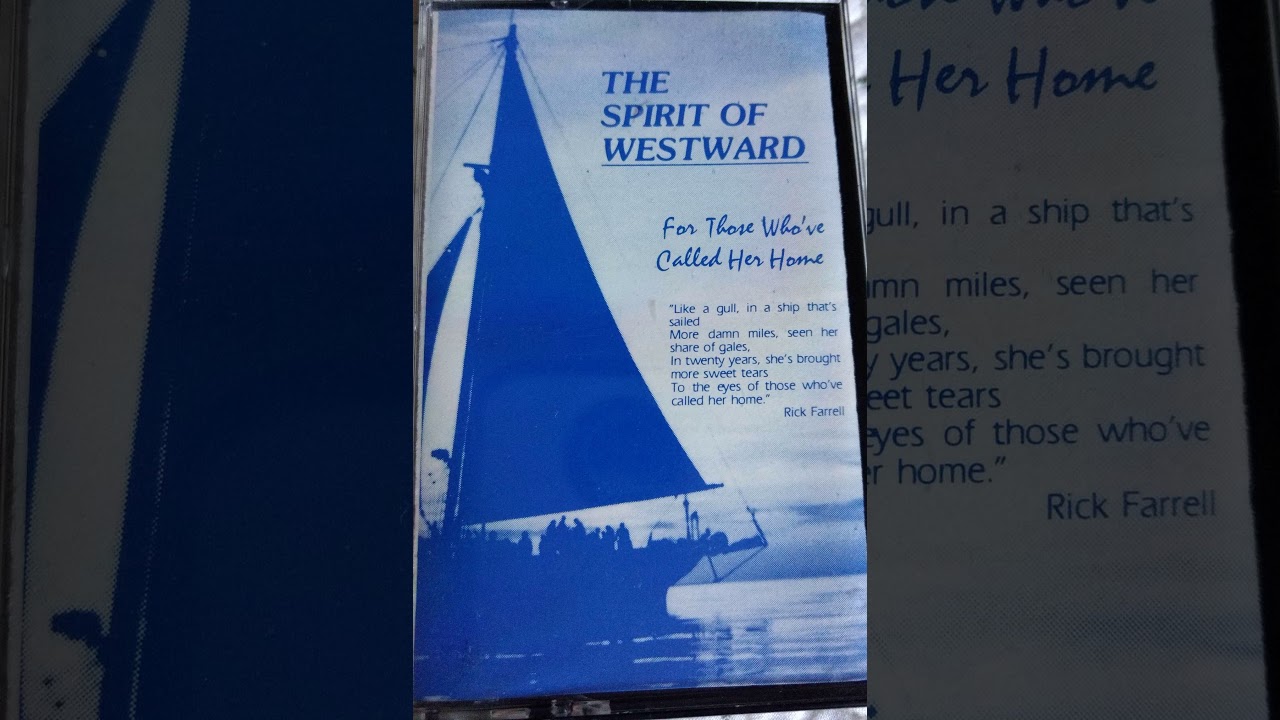 THE
SPIRIT OF
WESTWARD
For Those Who've
Called Her Home
"Like a gull, in a ship that's
sailed
More damn miles, seen her
share of gales,
In twenty years, she's brought
more sweet tears
To the eyes of those who've
called her home."
Rick Farrell
Her Home
gull, in a ship that's
miles, seen her
gales,
years, she's brought
tears
eyes of those who've
home."
Rick Farrell